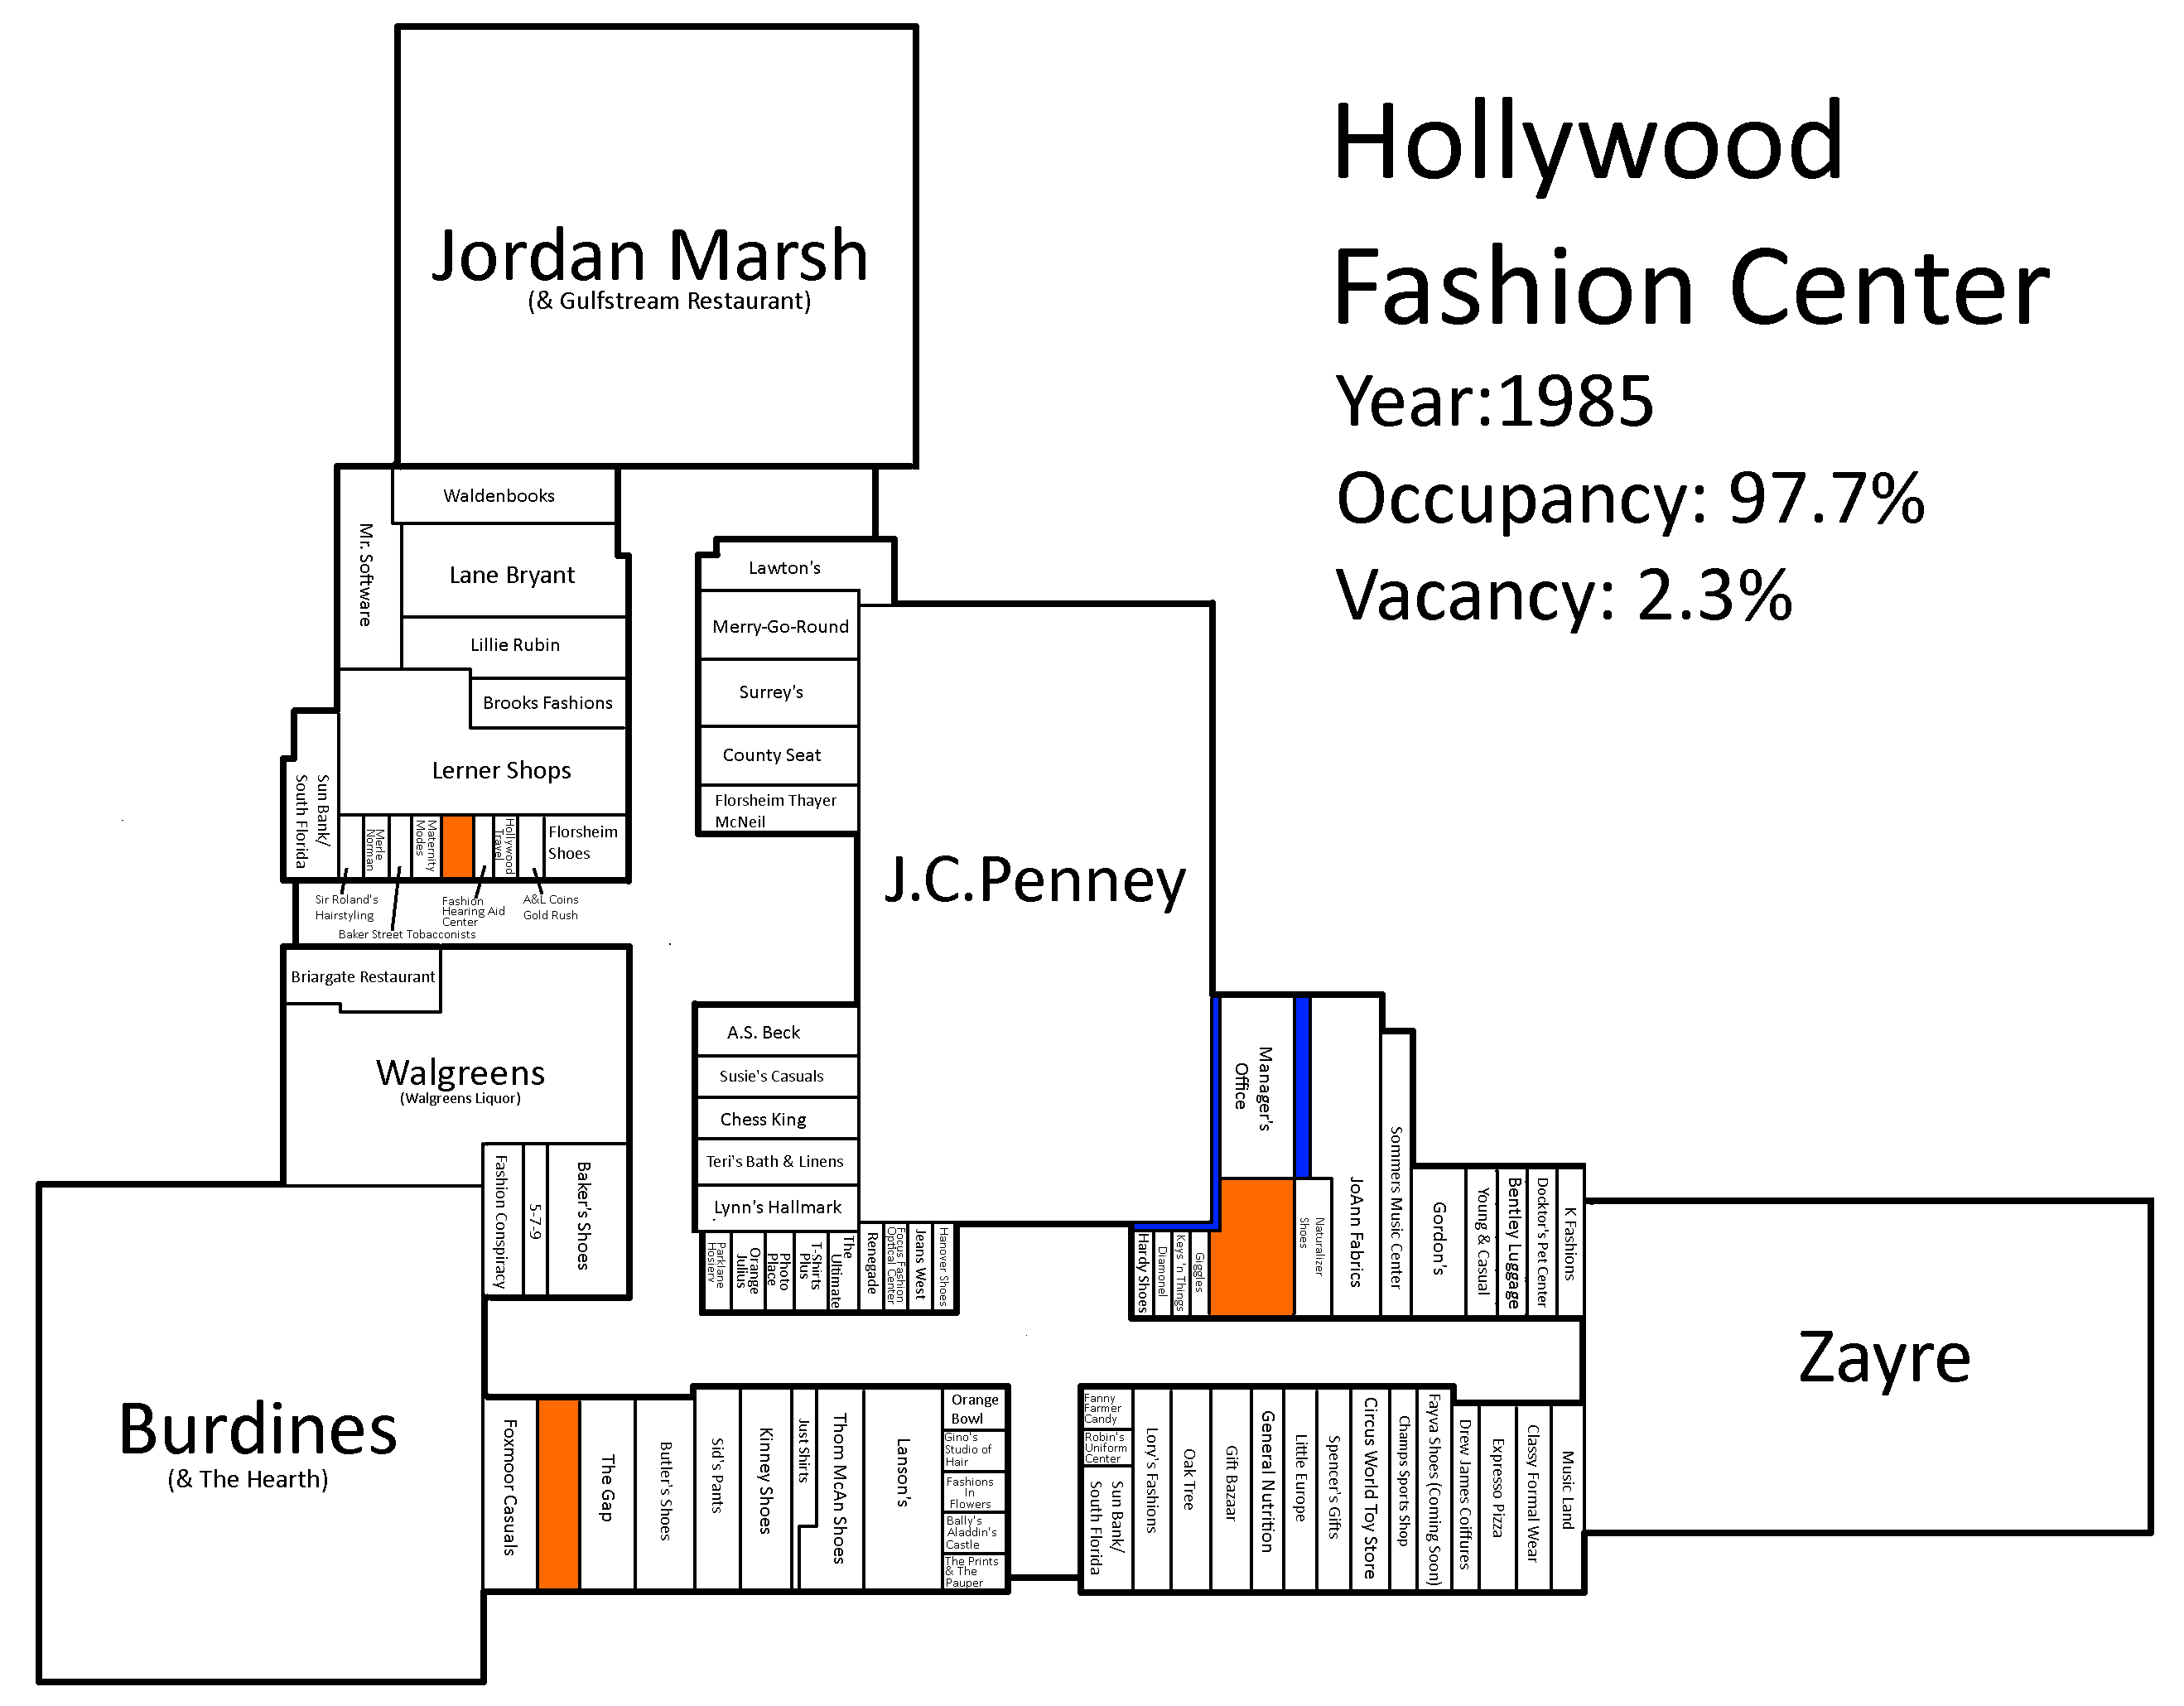 Hollywood
Fashion Center
Year:1985
Occupancy: 97.7%
Vacancy: 2.3%
Jordan Marsh
(& Gulfstream Restaurant)
Waldenbooks
Mr. Software
Lane Bryant
Lillie Rubin
Brooks Fashions
Lerner Shops
Sun Bank/
South Florida
Merle
Norman
Maternity
Modes
Hollywood
Travel
Florsheim
Shoes
Sir Roland's
Hairstyling
Baker Street Tobacconists
Fashion
Hearing Aid
Center
A&L Coins
Gold Rush
Lawton's
Merry-Go-Round
Surrey's
County Seat
Florsheim Thayer
McNeil
J.C.Penney
Briargate Restaurant
Walgreens
(Walgreens Liquor)
Fashion Conspiracy
5-7-9
Baker's Shoes
A.S. Beck
Susie's Casuals
Chess King
Teri's Bath & Linens
Lynn's Hallmark
Parklane
Hosiery
Orange
Julius
Photo
Place
T-Shirts
Plus
The
Ultimate
Renegade
Focus Fashion
Optical Center
Jeans West
Hanover Shoes
Manager's
Office
Hardy Shoes
Diamonel
Keys 'n Things
Giggles
Naturalizer
Shoes
JoAnn Fabrics
Sommers Music Center
Gordon's
Young & Casual
Bentley Luggage
Docktor's Pet Center
K Fashions
Zayre
Burdines
(& The Hearth)
Foxmoor Casuals
The Gap
Butler's Shoes
Sid's Pants
Kinney Shoes
Just Shirts
Thom McAn Shoes
Lanson's
Orange
Bowl
Gino's
Studio of
Hair
Fashions
In
Flowers
Bally's
Aladdin's
Castle
The Prints
& The
Pauper
Fanny
Farmer
Candy
Robin's
Uniform
Center
Sun Bank/
South Florida
Lory's Fashions
Oak Tree
Gift Bazaar
General Nutrition
Little Europe
Spencer's Gifts
Circus World Toy Store
Champs Sports Shop
Fayva Shoes (Coming Soon)
Drew James Coiffures
Expresso Pizza
Classy Formal Wear
Music Land